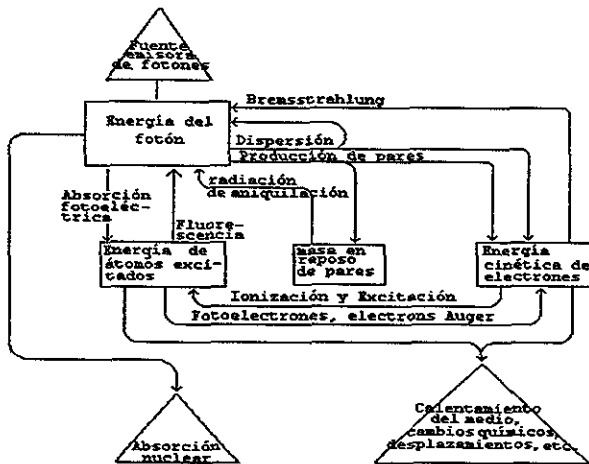 Fuente
emisora
de fotones
Bremsstrahlung
Energía del
fotón
Dispersión
Producción de pares
radiación
de aniquilación
Absorción
fotoeléc-
trica
Fluore-
scencia
Energía de
átomos exci-
tados
masa en
reposo
de pares
Energía
cinética de
electrones
Ionización y Excitación
Fotoelectrones, electrons Auger
Absorción
nuclear
Calentamiento
del medio,
cambios químicos,
desplazamientos, etc.